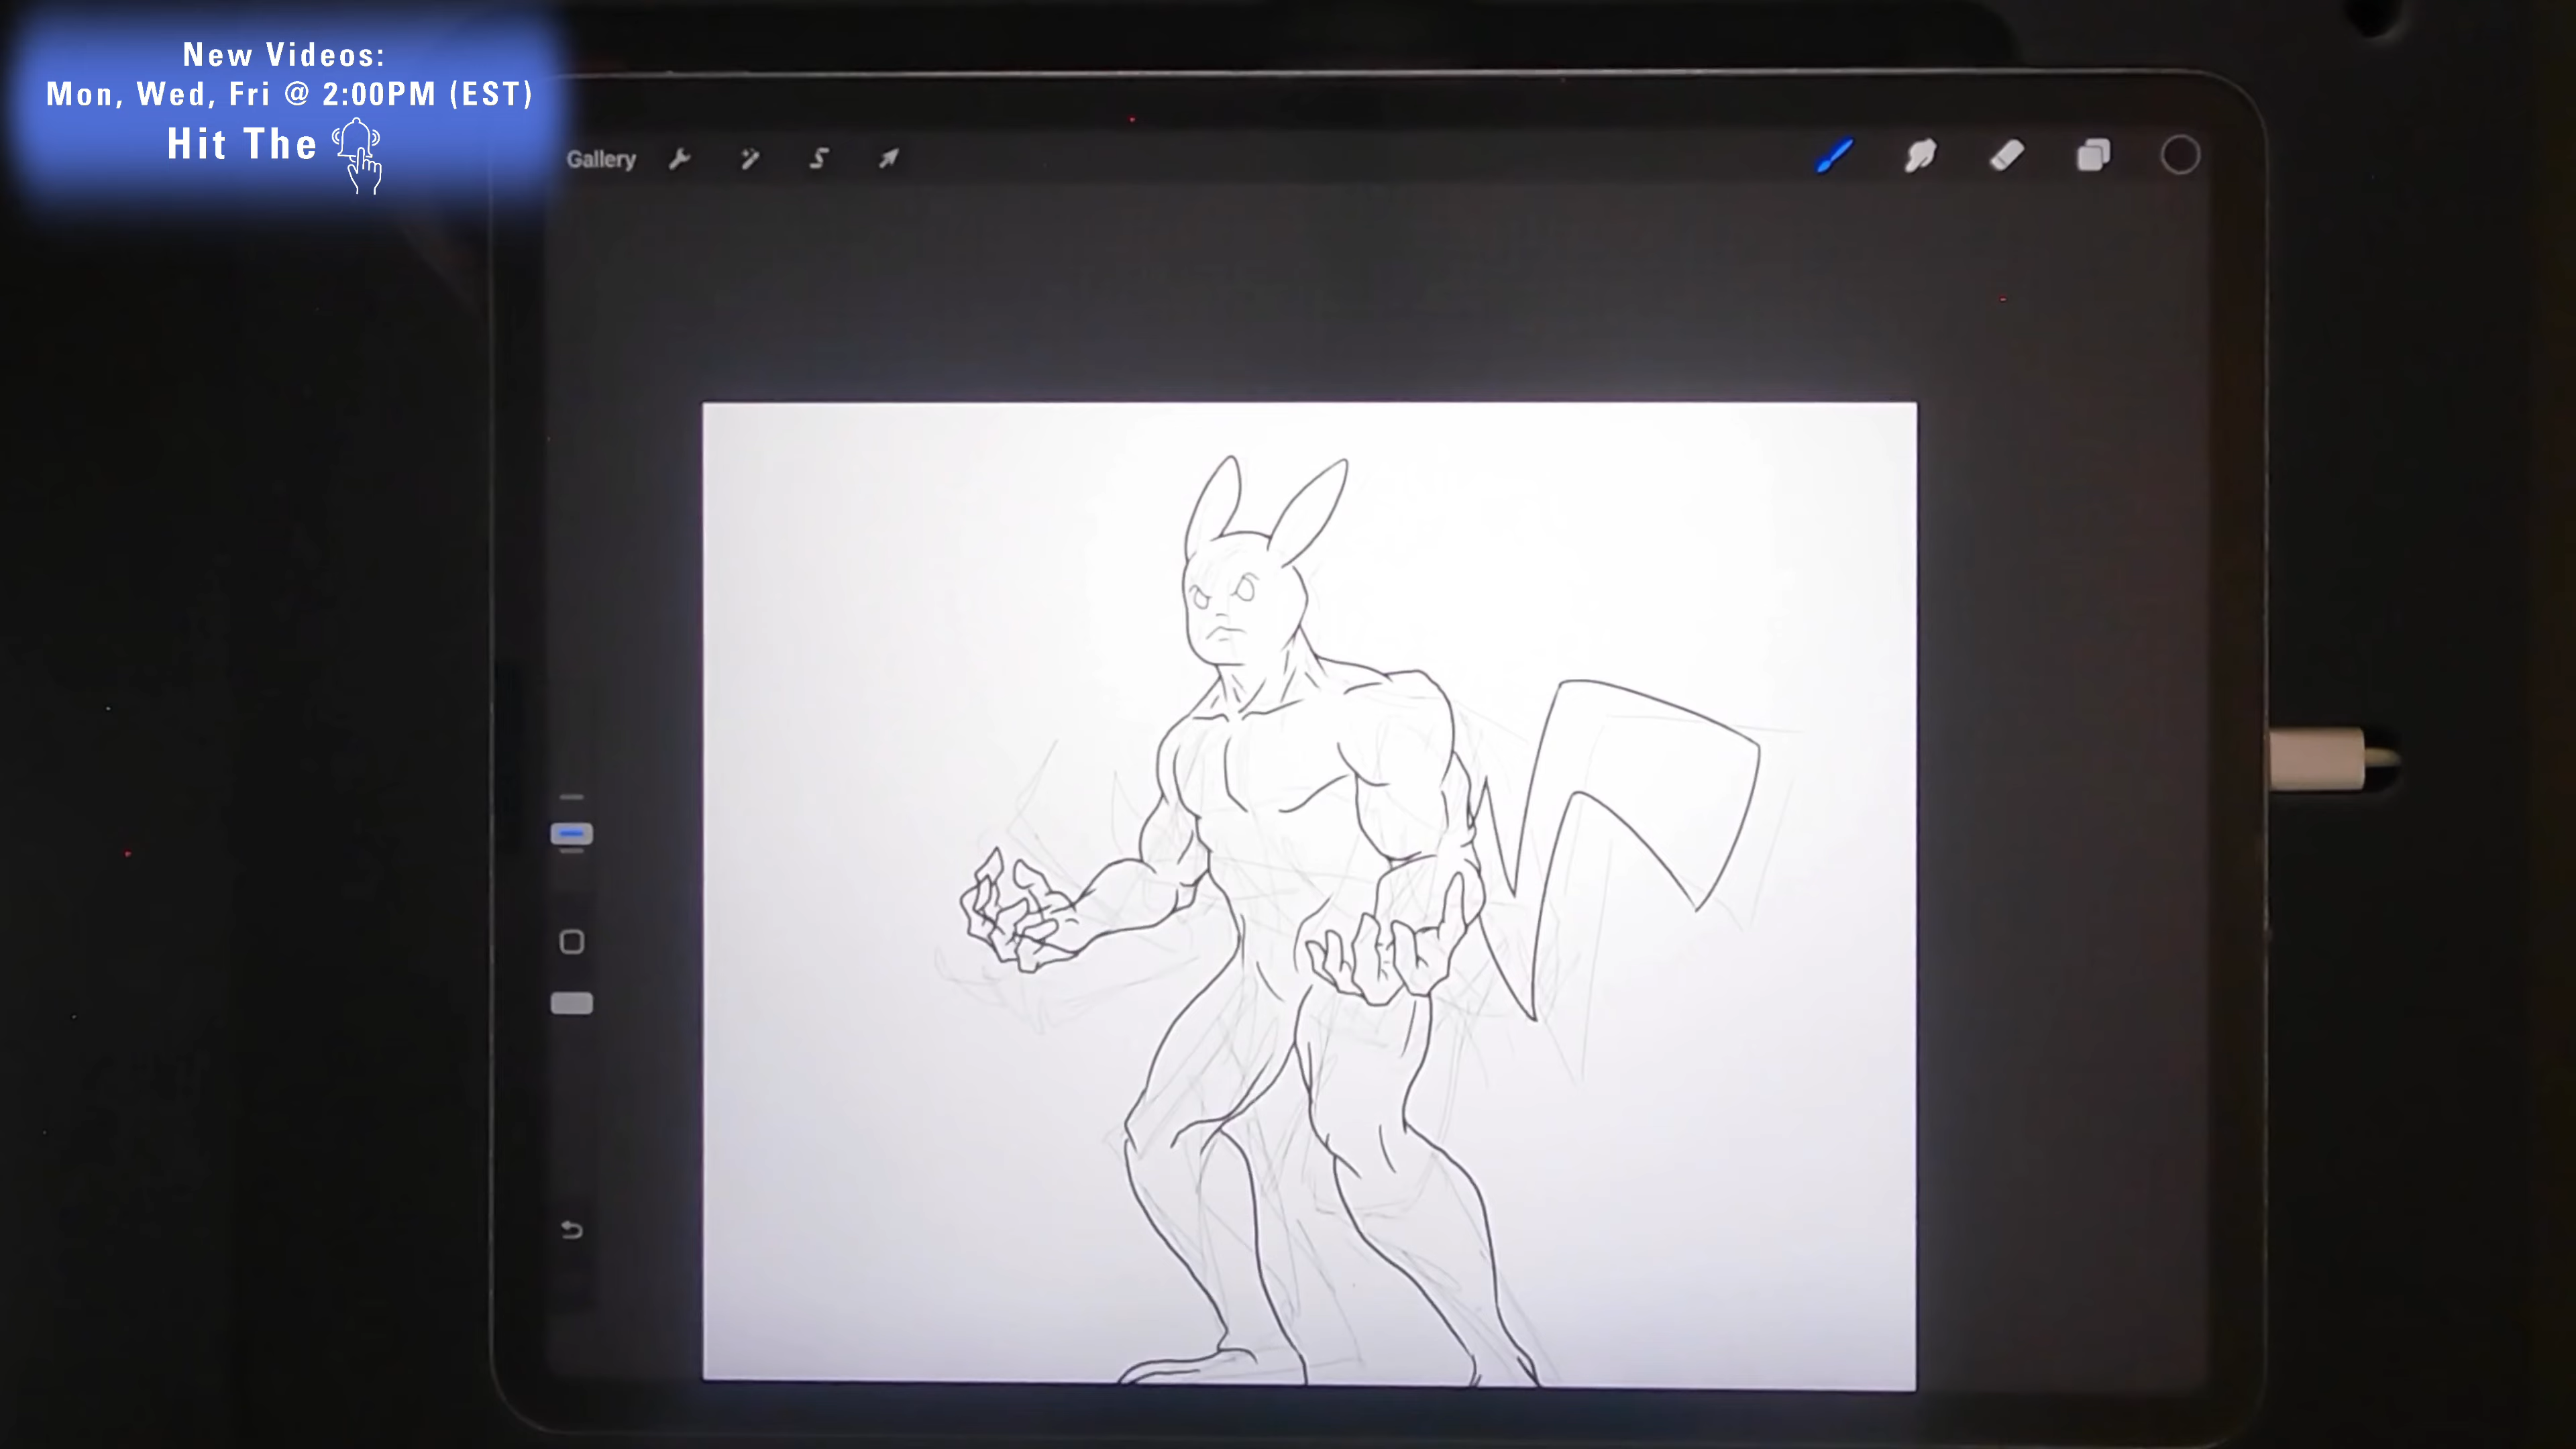 New Videos:
Mon, Wed, Fri @ 2:00PM (EST)
Hit The
Gallery